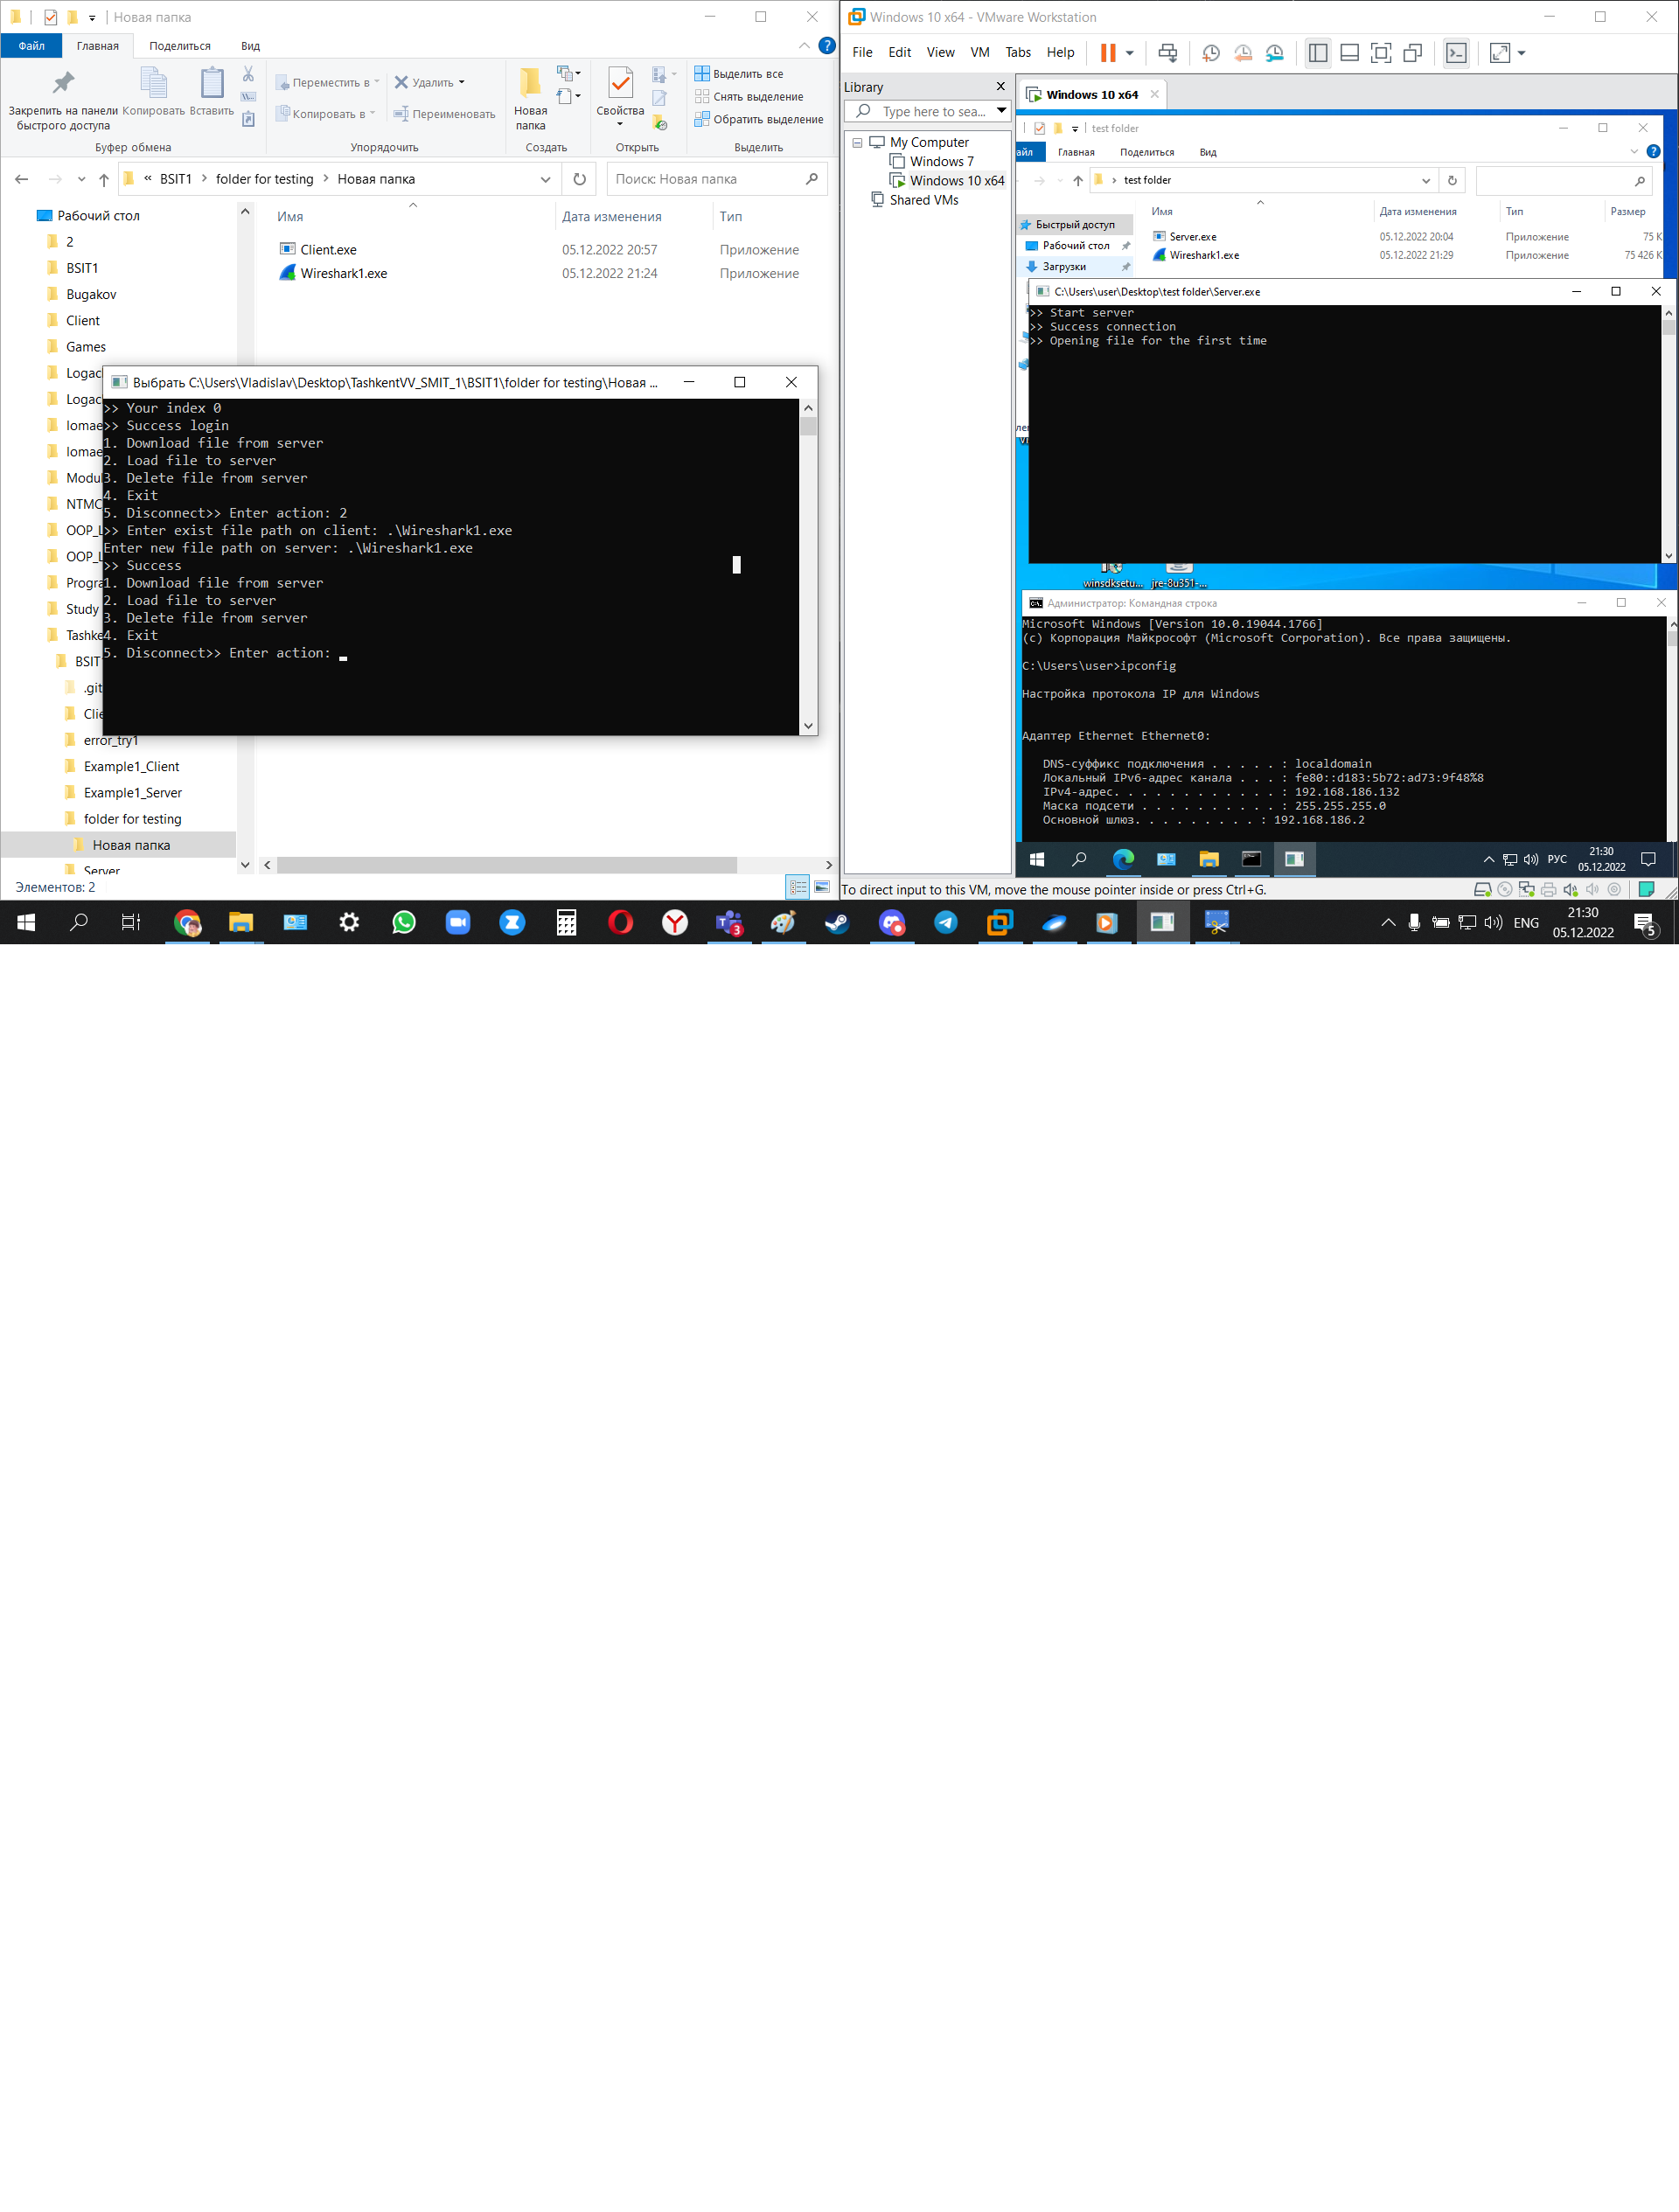 Новая папка
Файл
Главная
Поделиться
Вид
Закрепить на панели
быстрого доступа
Копировать
Вставить
Буфер обмена
Переместить в
Копировать в
Удалить
Переименовать
Упорядочить
Новая
папка
Создать
Свойства
Открыть
Выделить все
Снять выделение
Обратить выделение
Выделить
« BSIT1 > folder for testing > Новая папка
Поиск: Новая папка
Рабочий стол
2
BSIT1
Bugakov
Client
Games
Logac
Logac
Iomae
Iomae
Modu
NTMC
OOP_L
OOP_L
Progra
Study
Tashke
BSIT
.git
Clie
error_try1
Example1_Client
Example1_Server
folder for testing
Новая папка
Server
Имя
Дата изменения
Тип
Client.exe
05.12.2022 20:57
Приложение
Wireshark1.exe
05.12.2022 21:24
Приложение
Элементов: 2
Выбрать C:\Users\Vladislav\Desktop\TashkentVV_SMIT_1\BSIT1\folder for testing\Новая ...
>> Your index 0
>> Success login
1. Download file from server
2. Load file to server
3. Delete file from server
4. Exit
5. Disconnect>> Enter action: 2
>> Enter exist file path on client: .\Wireshark1.exe
Enter new file path on server: .\Wireshark1.exe
>> Success
1. Download file from server
2. Load file to server
3. Delete file from server
4. Exit
5. Disconnect>> Enter action:
Windows 10 x64 - VMware Workstation
File Edit View VM Tabs Help
Library
Type here to sea...
My Computer
Windows 7
Windows 10 x64
Shared VMs
Windows 10 x64
test folder
айл
Главная
Поделиться
Вид
> test folder
Быстрый доступ
Рабочий стол
Загрузки
Имя
Дата изменения
Тип
Размер
Server.exe
05.12.2022 20:04
Приложение
75 К
Wireshark1.exe
05.12.2022 21:29
Приложение
75 426 К
C:\Users\user\Desktop\test folder\Server.exe
>> Start server
>> Success connection
>> Opening file for the first time
winsdksetu...
jre-8u351-...
Администратор: Командная строка
Microsoft Windows [Version 10.0.19044.1766]
(c) Корпорация Майкрософт (Microsoft Corporation). Все права защищены.
C:\Users\user>ipconfig
Настройка протокола IP для Windows
Адаптер Ethernet Ethernet0:
DNS-суффикс подключения . . . . . : localdomain
Локальный IPv6-адрес канала . . . : fe80::d183:5b72:ad73:9f48%8
IPv4-адрес. . . . . . . . . . . . : 192.168.186.132
Маска подсети . . . . . . . . . . : 255.255.255.0
Основной шлюз. . . . . . . . . : 192.168.186.2
РУС
21:30
05.12.2022
To direct input to this VM, move the mouse pointer inside or press Ctrl+G.
3
ENG
21:30
05.12.2022
5